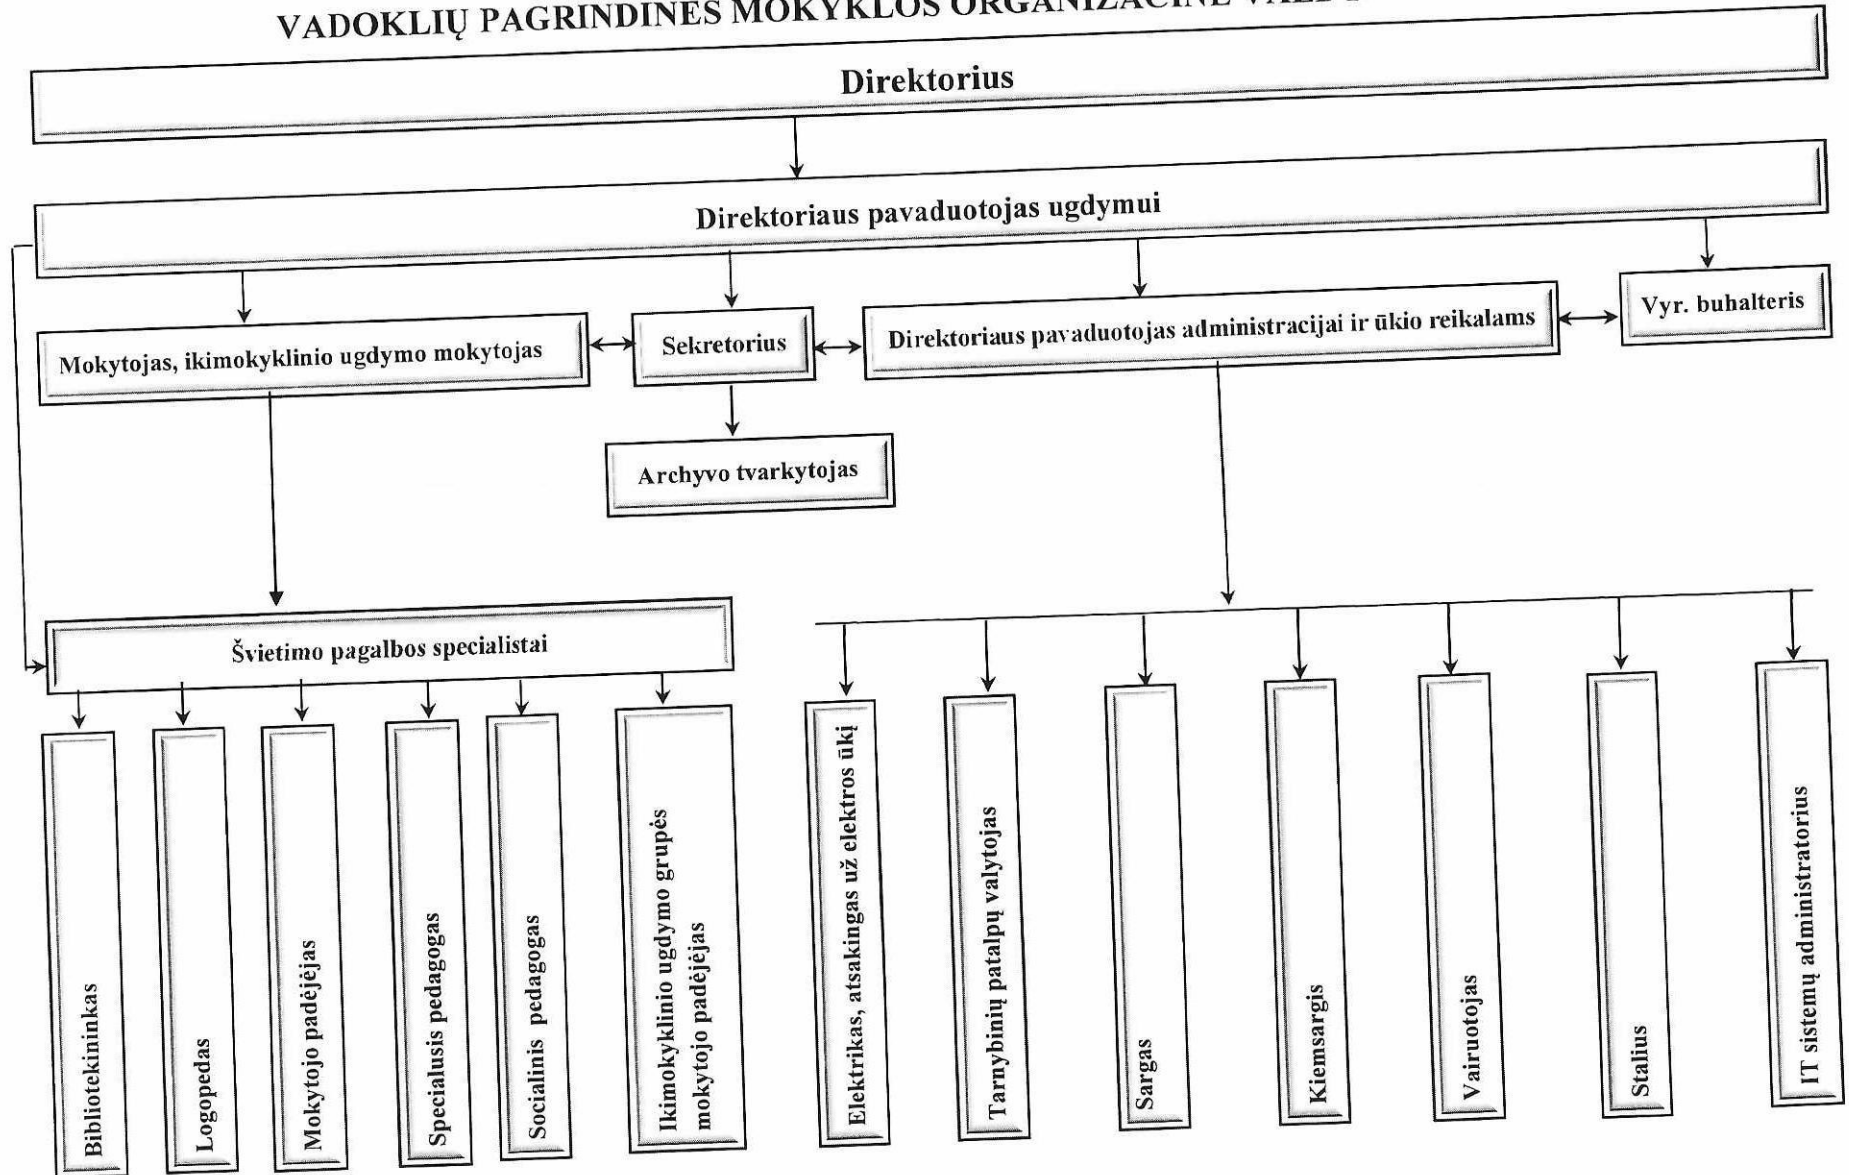 VADOKLIŲ PAGRINDINĖS MOKYKLOS
Direktorius
Direktoriaus pavaduotojas ugdymui
Mokytojas, ikimokyklinio ugdymo mokytojas
Sekretorius
Direktoriaus pavaduotojas administracijai ir ūkio reikalams
Vyr. buhalteris
Archyvo tvarkytojas
Švietimo pagalbos specialistai
Bibliotekininkas
Logopedas
Mokytojo padėjėjas
Specialusis pedagogas
Socialinis pedagogas
Ikimokyklinio ugdymo grupės
mokytojo padėjėjas
Elektrikas, atsakingas už elektros ūkį
Tarnybinių patalpų valytojas
Sargas
Kiemsargis
Vairuotojas
Stalius
IT sistemų administratorius